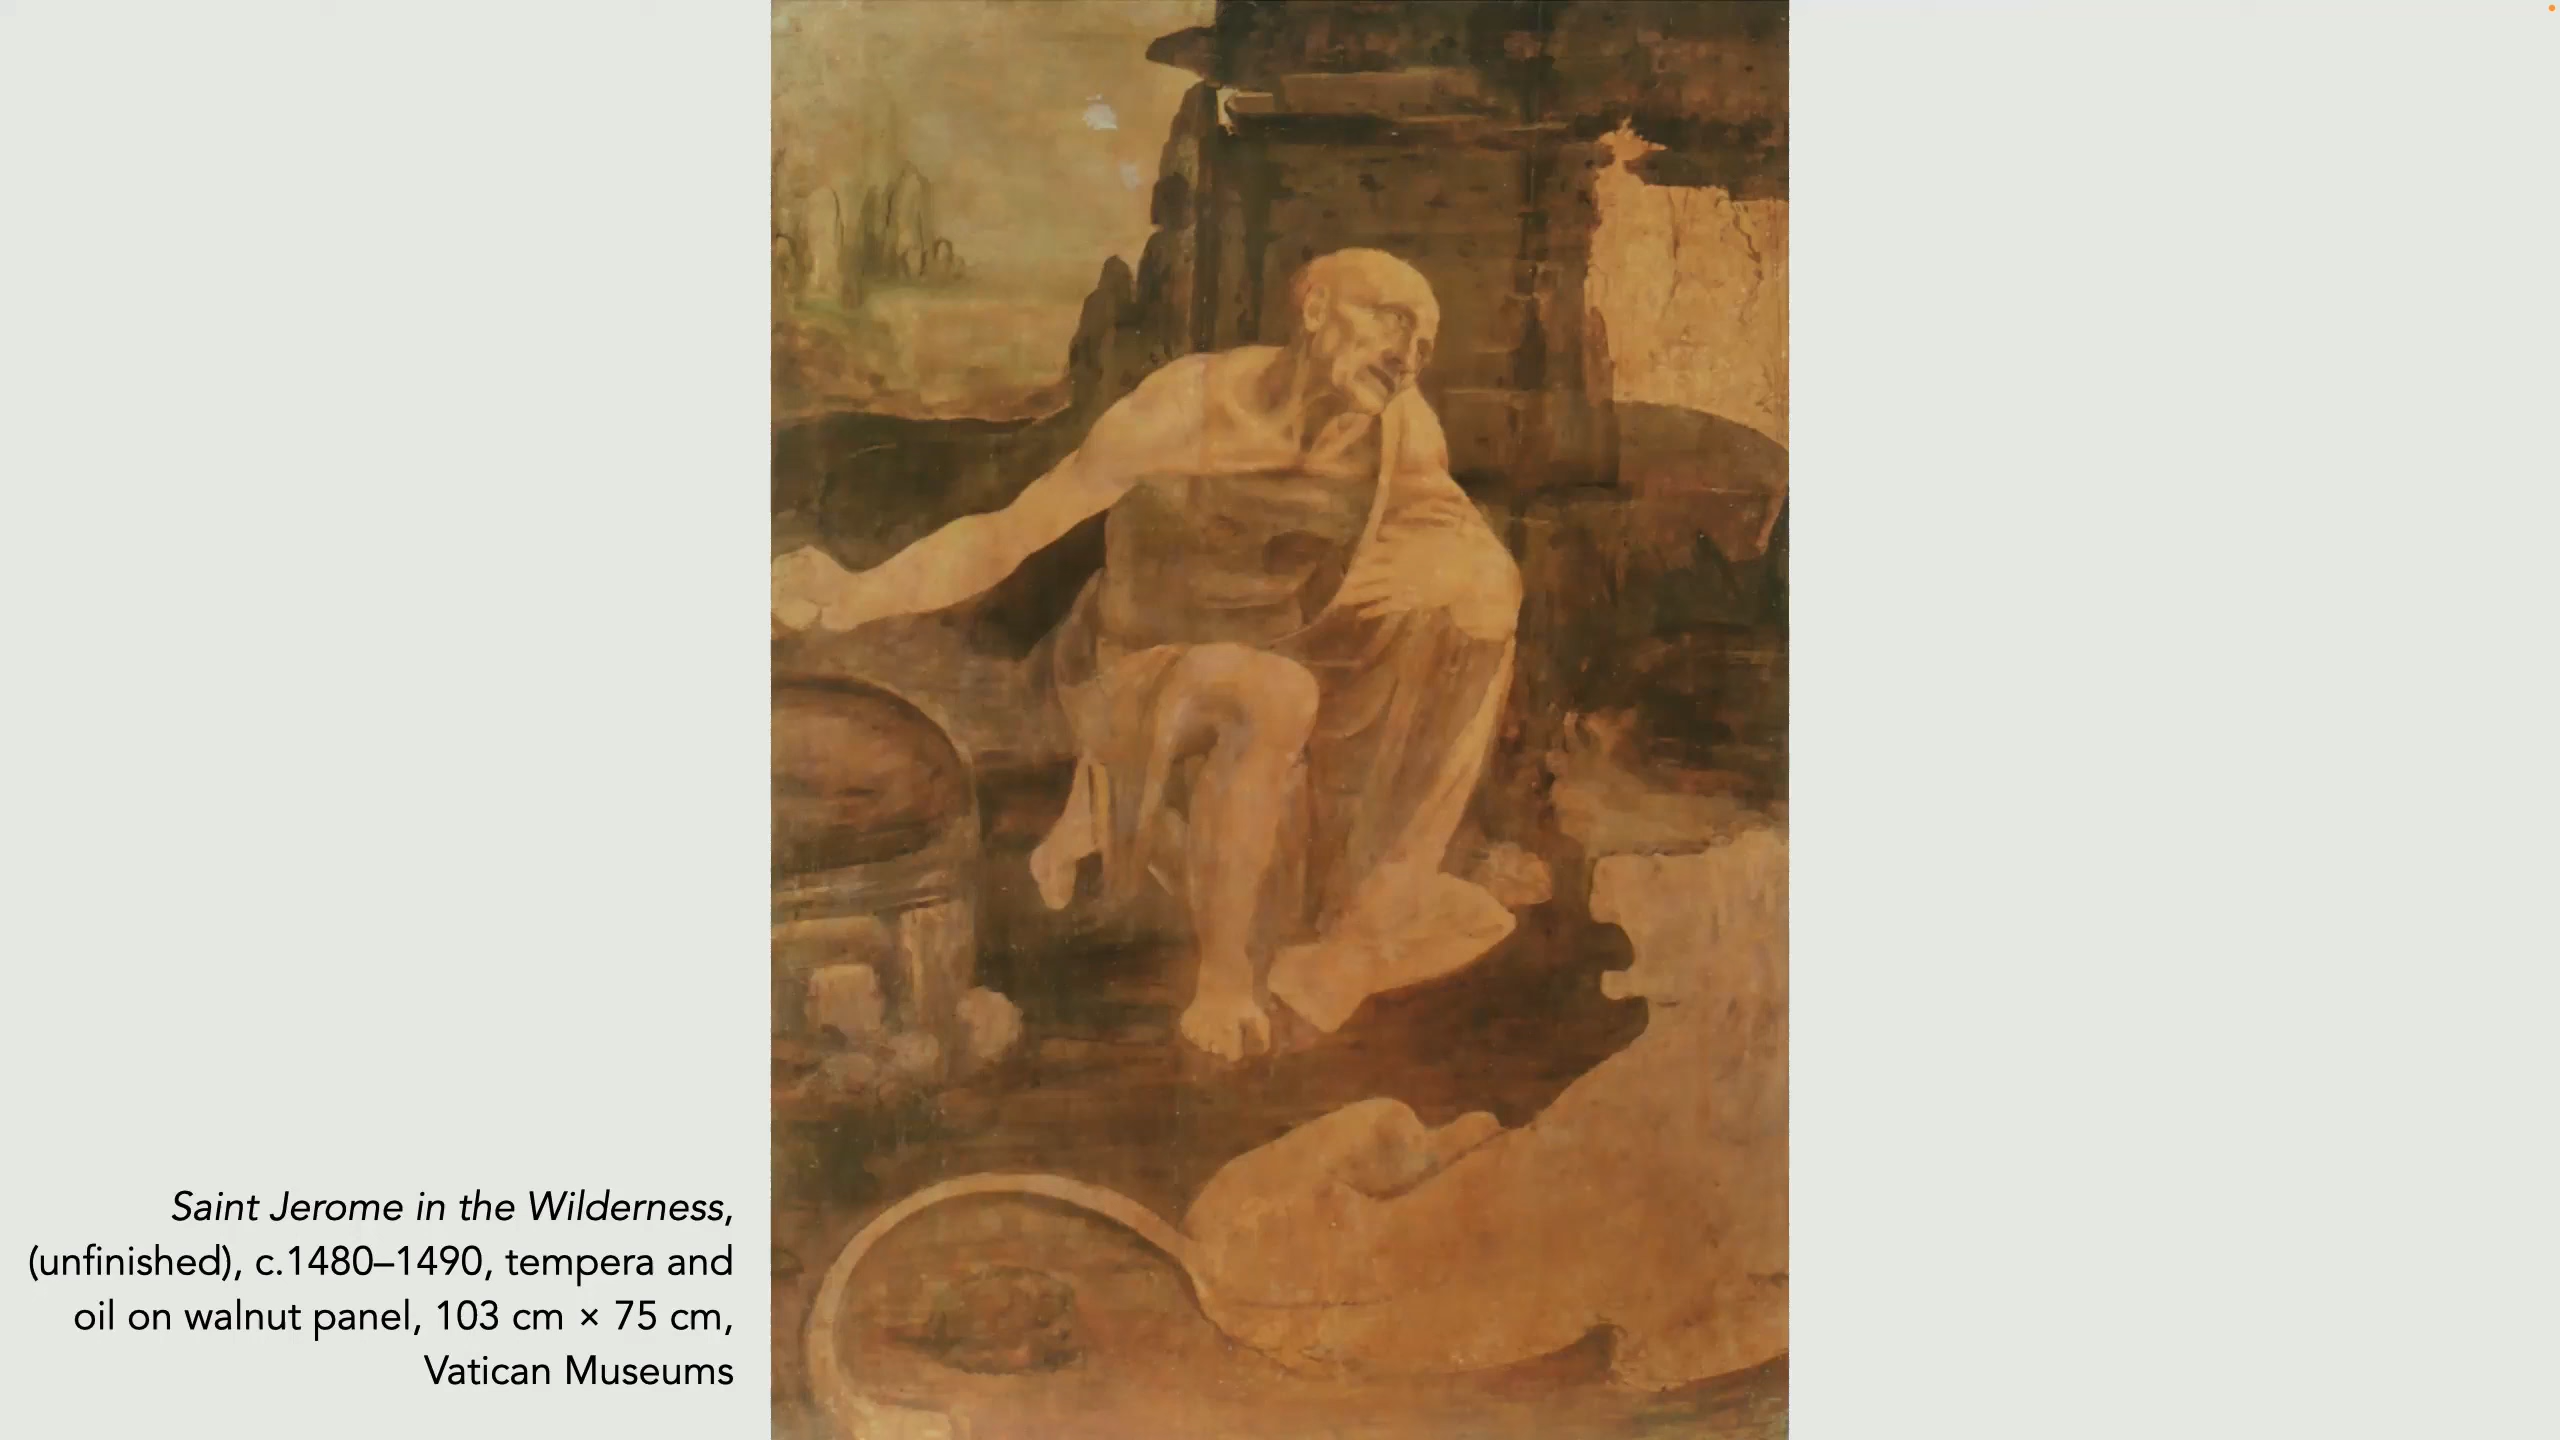 Saint Jerome in the Wilderness,
(unfinished), c.1480–1490, tempera and
oil on walnut panel, 103 cm × 75 cm,
Vatican Museums